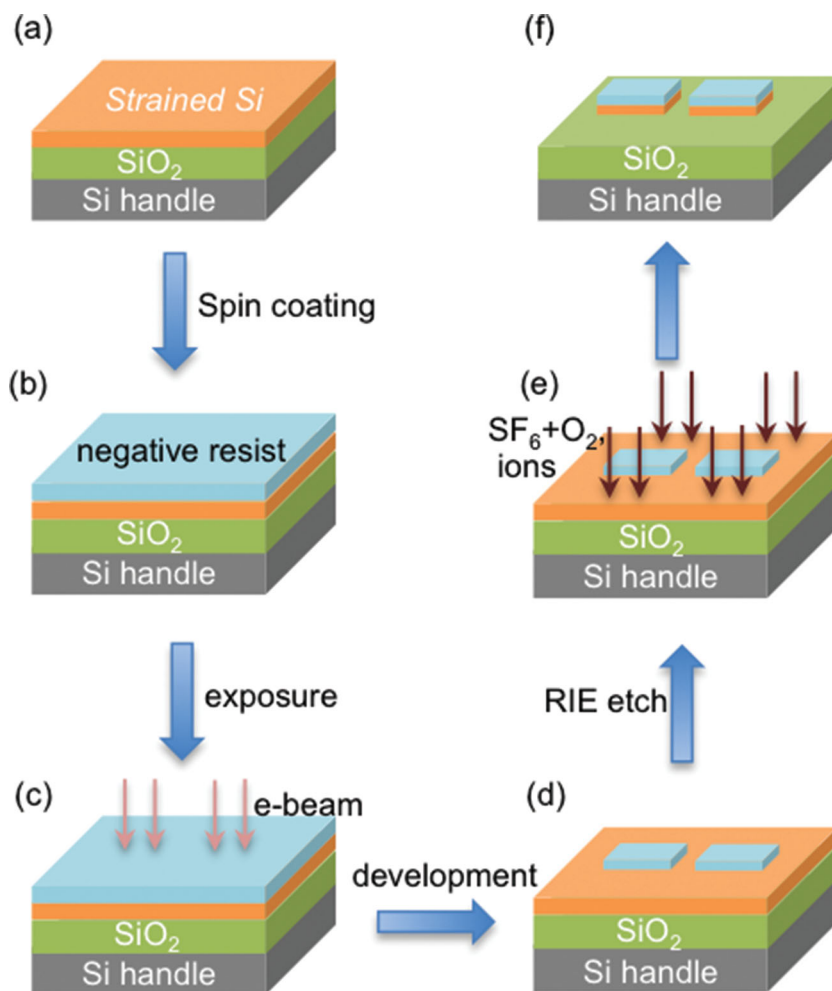 (a)
Strained Si
SiO₂
Si handle
Spin coating
(b)
negative resist
SiO₂
Si handle
exposure
(c)
e-beam
SiO₂
Si handle
development
(d)
SiO₂
Si handle
RIE etch
(e)
SF₆+O₂,
ions
SiO₂
Si handle
(f)
SiO₂
Si handle